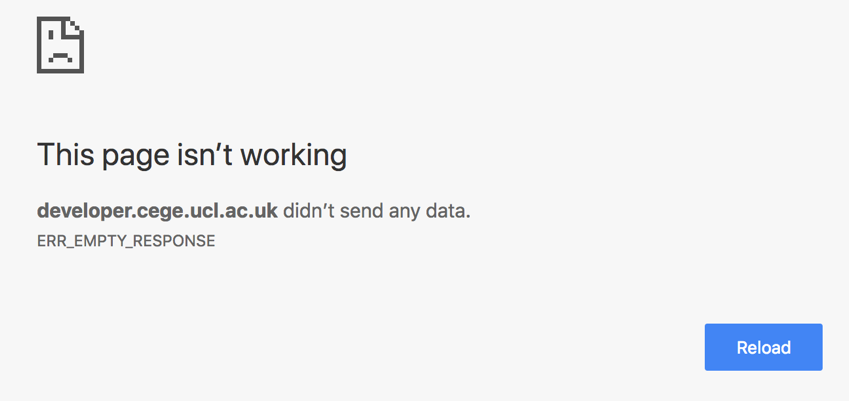 This page isn’t working
developer.cege.ucl.ac.uk didn’t send any data.
ERR_EMPTY_RESPONSE
Reload